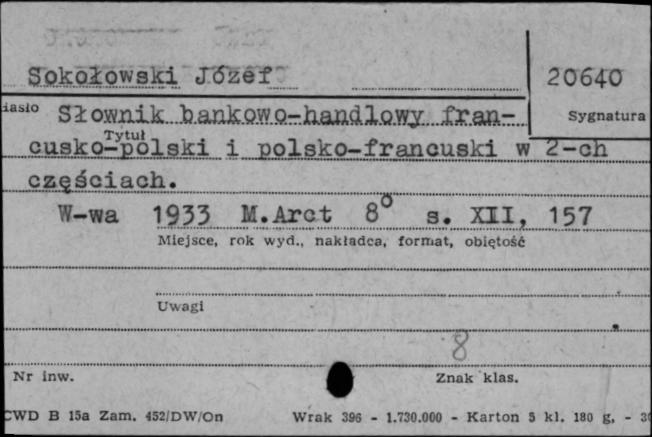 Sokołowski Józef 20640
iasło Słownik bankowo-handlowy fran- Sygnatura
Tytuł
cusko-polski i polsko-francuski w 2-ch
częściach.
W-wa 1933 M.Arct 8° s. XII, 157
Miejsce, rok wyd., nakładca, format, objętość
Uwagi
8
Nr inw. Znak klas.
CWD B 15a Zam. 452/DW/On Wrak 396 - 1.730.000 - Karton 5 kl. 180 g. - 30